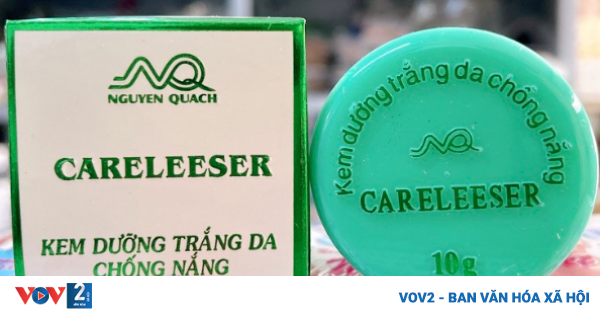 NGUYEN QUACH
CARELEESER
KEM DƯỠNG TRẮNG DA
CHỐNG NẮNG
Kem dưỡng trắng da chống nắng
NQ
CARELEESER
10g
VOV2
VOV2 - BAN VĂN HÓA XÃ HỘI